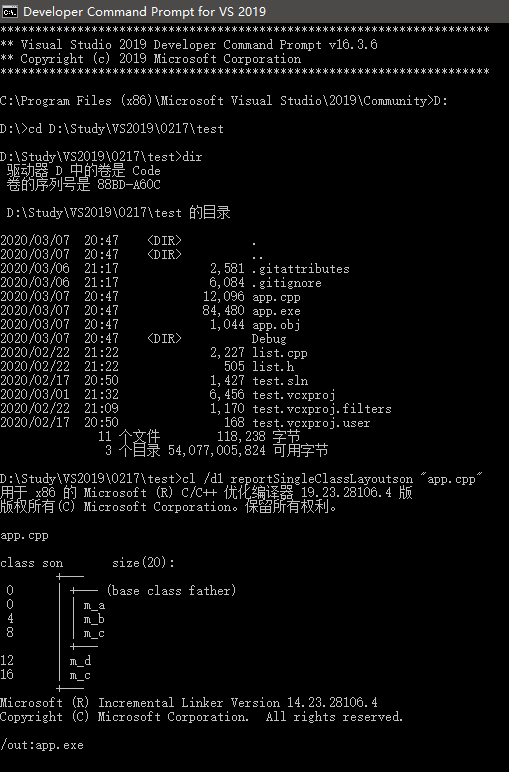 Developer Command Prompt for VS 2019
**********************************************************************
** Visual Studio 2019 Developer Command Prompt v16.3.6
** Copyright (c) 2019 Microsoft Corporation
**********************************************************************
C:\Program Files (x86)\Microsoft Visual Studio\2019\Community>D:
D:\>cd D:\Study\VS2019\0217\test
D:\Study\VS2019\0217\test>dir
驱动器 D 中的卷是 Code
卷的序列号是 88BD-A60C
D:\Study\VS2019\0217\test 的目录
2020/03/07  20:47    <DIR>          .
2020/03/07  20:47    <DIR>          ..
2020/03/06  21:17             2,581 .gitattributes
2020/03/06  21:17             6,084 .gitignore
2020/03/07  20:47            12,096 app.cpp
2020/03/07  20:47            84,480 app.exe
2020/03/07  20:47             1,044 app.obj
2020/03/07  20:47    <DIR>          Debug
2020/02/22  21:22             2,227 list.cpp
2020/02/22  21:22               505 list.h
2020/02/17  20:50             1,427 test.sln
2020/03/01  21:32             6,456 test.vcxproj
2020/02/22  21:09             1,170 test.vcxproj.filters
2020/02/17  20:50               168 test.vcxproj.user
11 个文件        118,238 字节
3 个目录 54,077,005,824 可用字节
D:\Study\VS2019\0217\test>cl /d1 reportSingleClassLayoutson "app.cpp"
用于 x86 的 Microsoft (R) C/C++ 优化编译器 19.23.28106.4 版
版权所有(C) Microsoft Corporation。保留所有权利。
app.cpp
class son       size(20):
+---
0      | +--- (base class father)
0      | | m_a
4      | | m_b
8      | | m_c
| +---
12      | m_d
16      | m_c
+---
Microsoft (R) Incremental Linker Version 14.23.28106.4
Copyright (C) Microsoft Corporation.  All rights reserved.
/out:app.exe